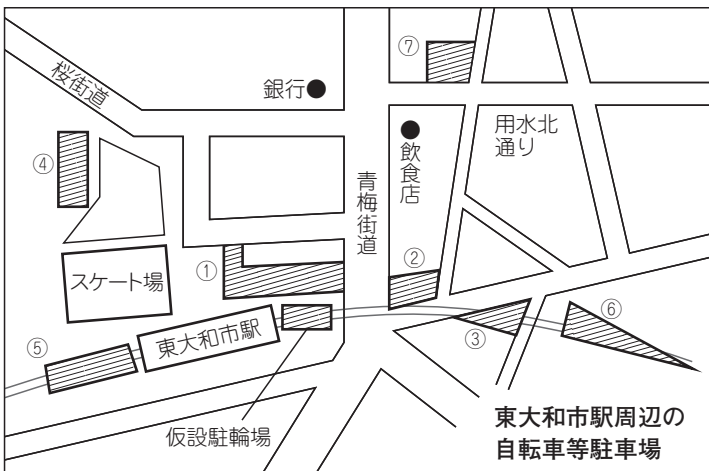 ⑦
銀行●
桜街道
●飲食店
用水北
通り
④
青梅街道
①
②
スケート場
⑥
⑤
東大和市駅
③
仮設駐輪場
東大和市駅周辺の
自転車等駐車場